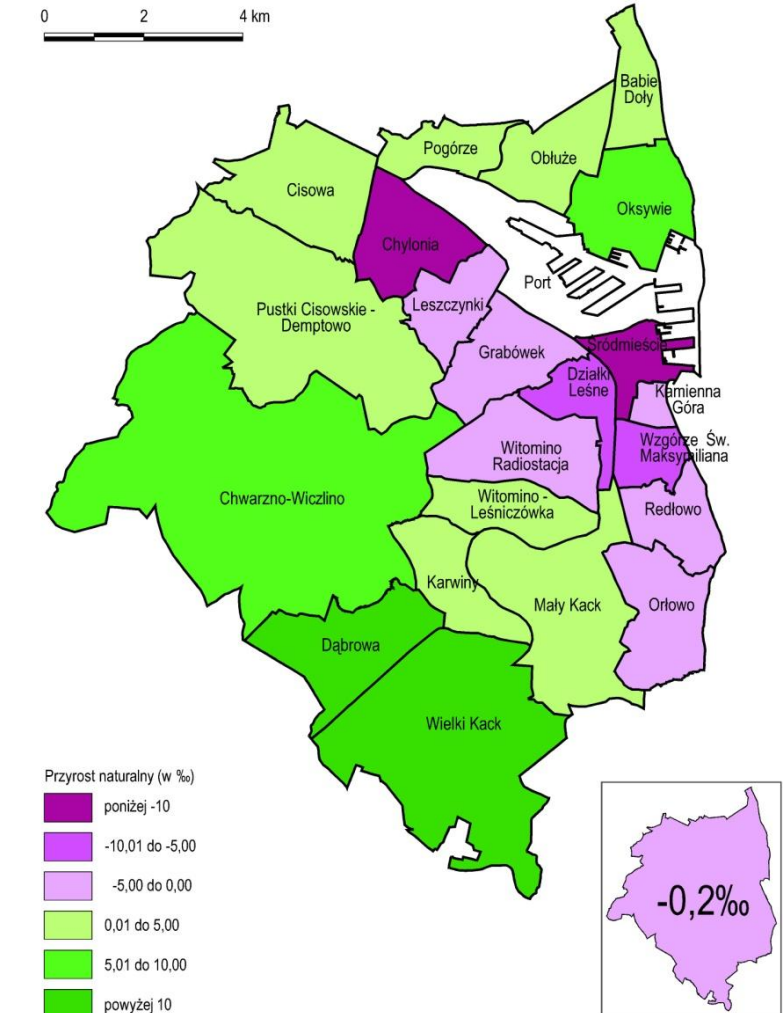 0 2 4 km
Babie
Doły
Pogórze
Obłuże
Cisowa
Oksywie
Chylonia
Port
Leszczynki
Pustki Cisowskie -
Demptowo
Śródmieście
Grabówek
Działki
Leśne
Kamienna
Góra
Wzgórze Św.
Maksymiliana
Witomino
Radiostacja
Chwarzno-Wiczlino
Witomino -
Leśniczówka
Redłowo
Karwiny
Mały Kack
Orłowo
Dąbrowa
Wielki Kack
Przyrost naturalny (w ‰)
poniżej -10
-10,01 do -5,00
-5,00 do 0,00
0,01 do 5,00
5,01 do 10,00
powyżej 10
-0,2‰